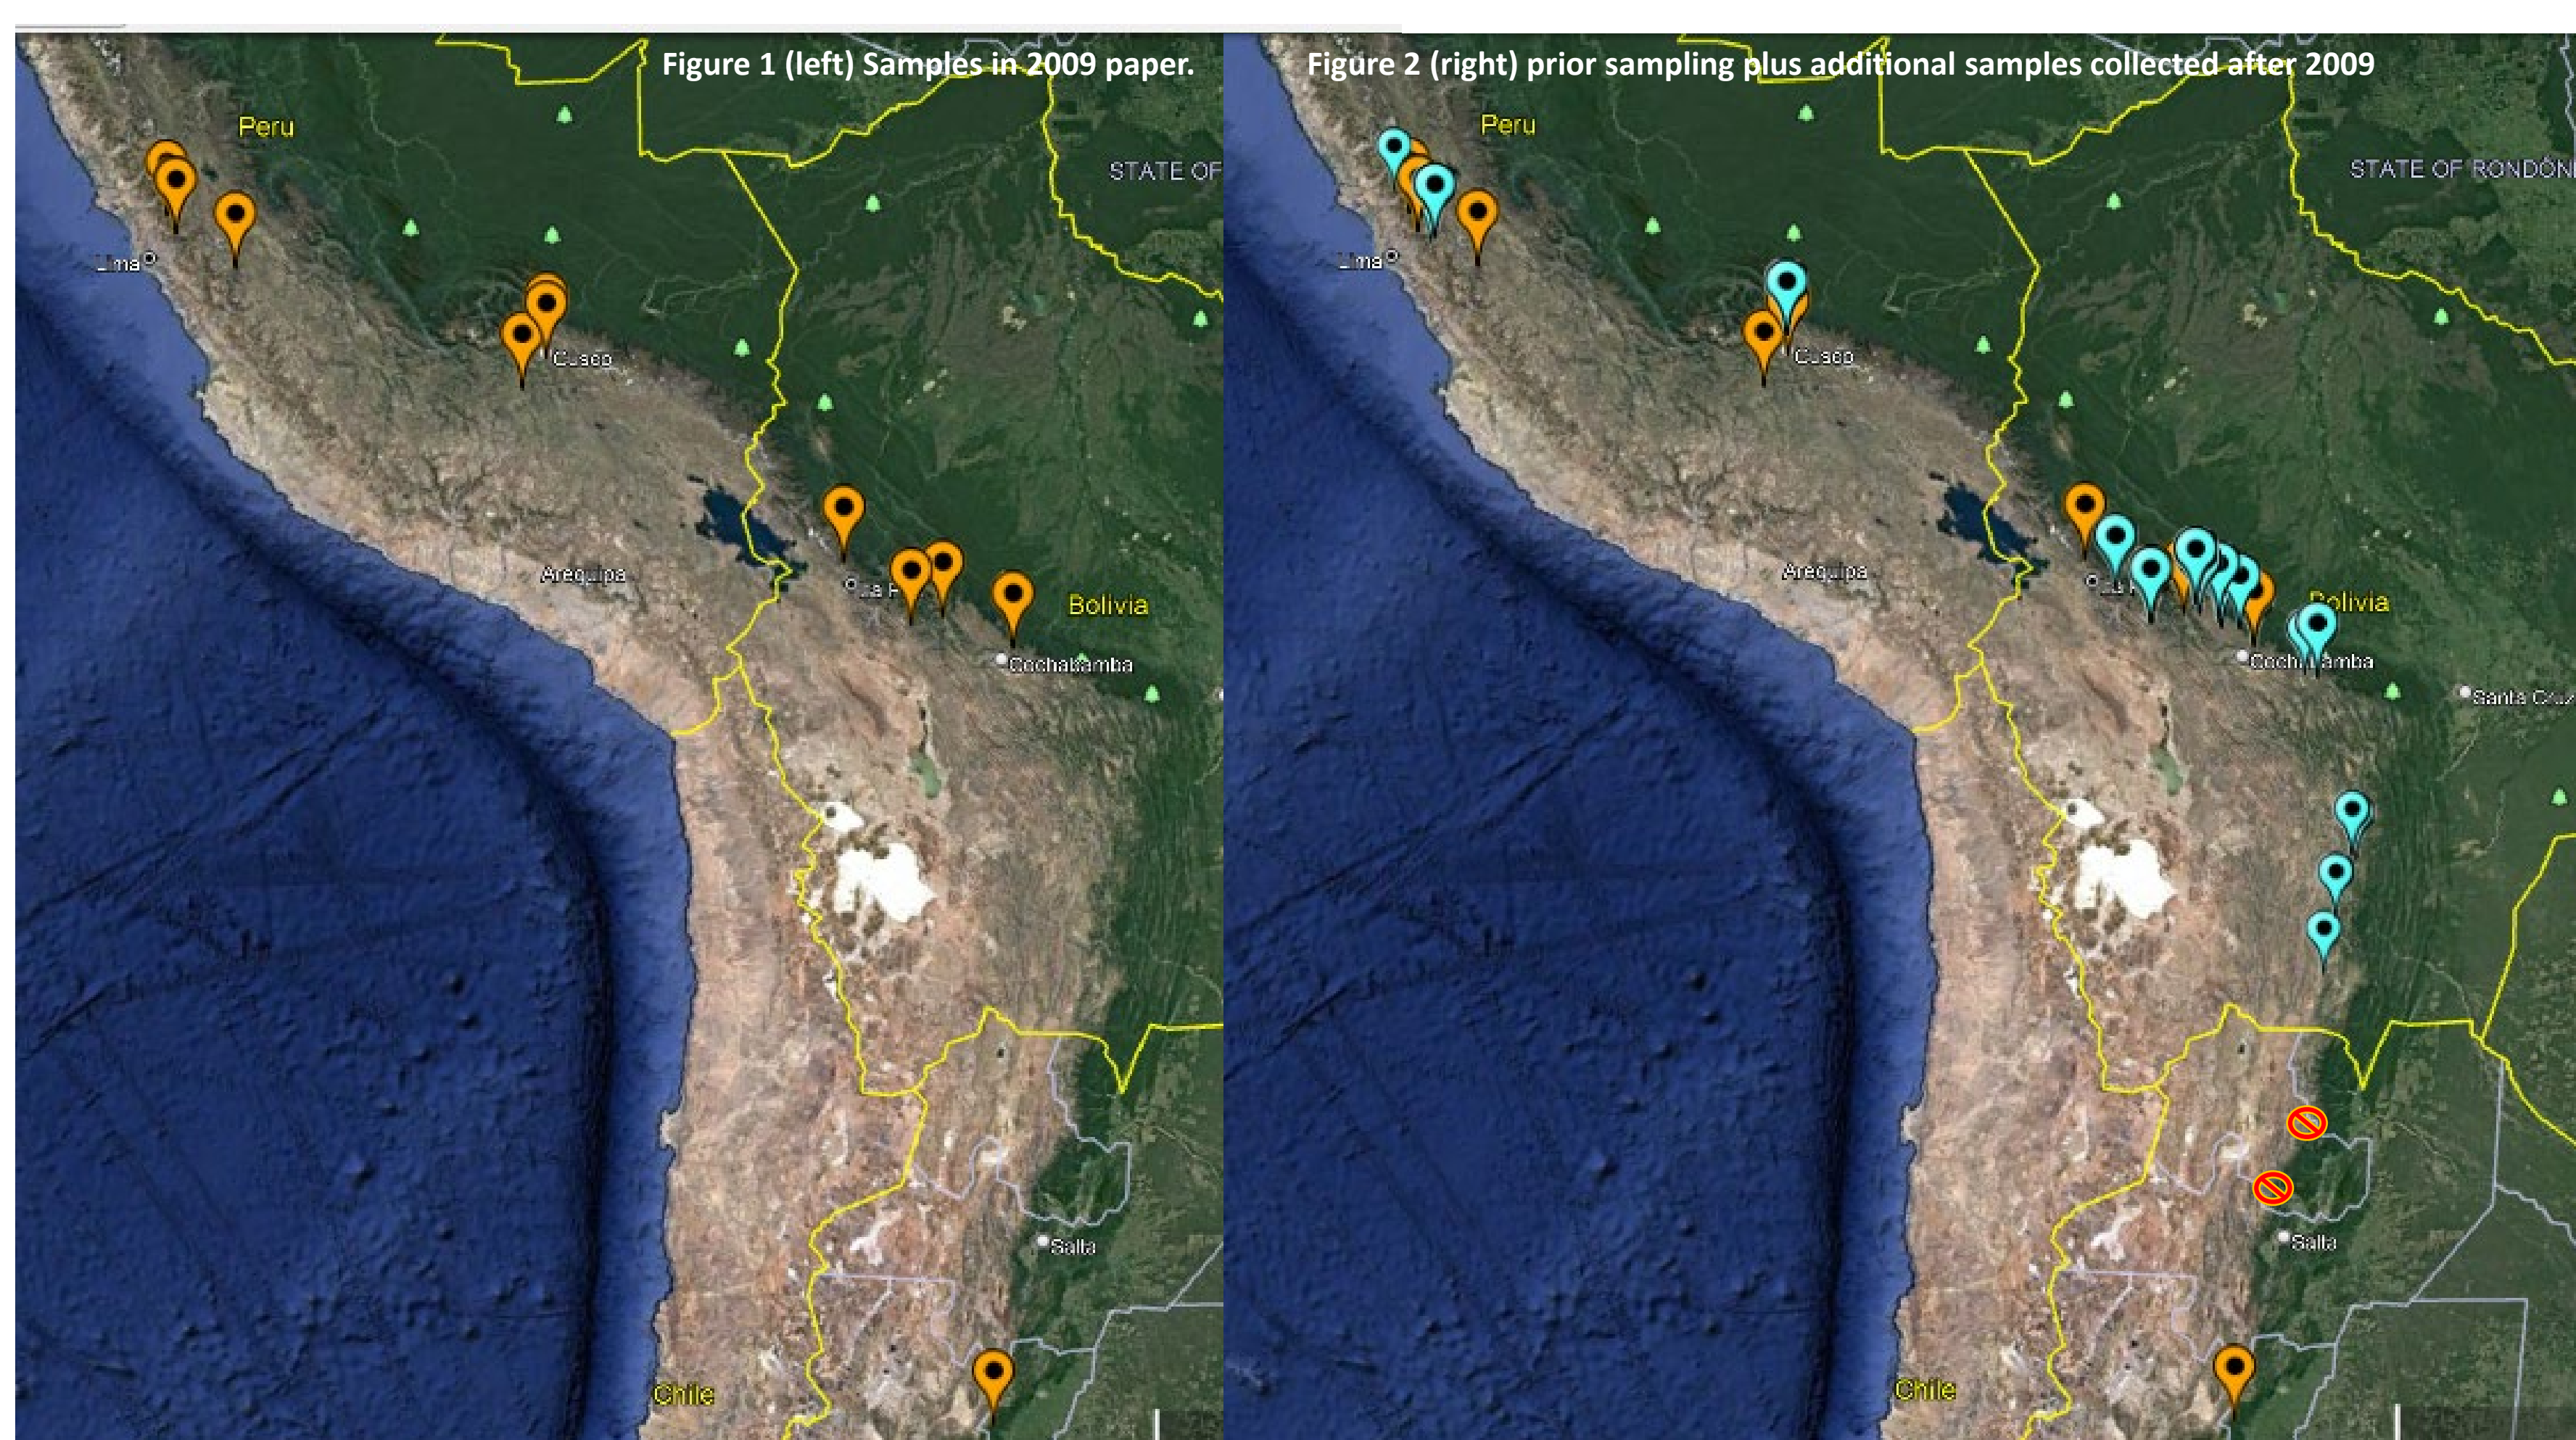 Figure 1 (left) Samples in 2009 paper.
Peru
STATE OF
Lima
Cusco
Arequipa
Bolivia
Cochabamba
Salta
Chile
Figure 2 (right) prior sampling plus additional samples collected after 2009
Peru
STATE OF RONDÔN
Lima
Cusco
Arequipa
Bolivia
Santa Cruz
Salta
Chile